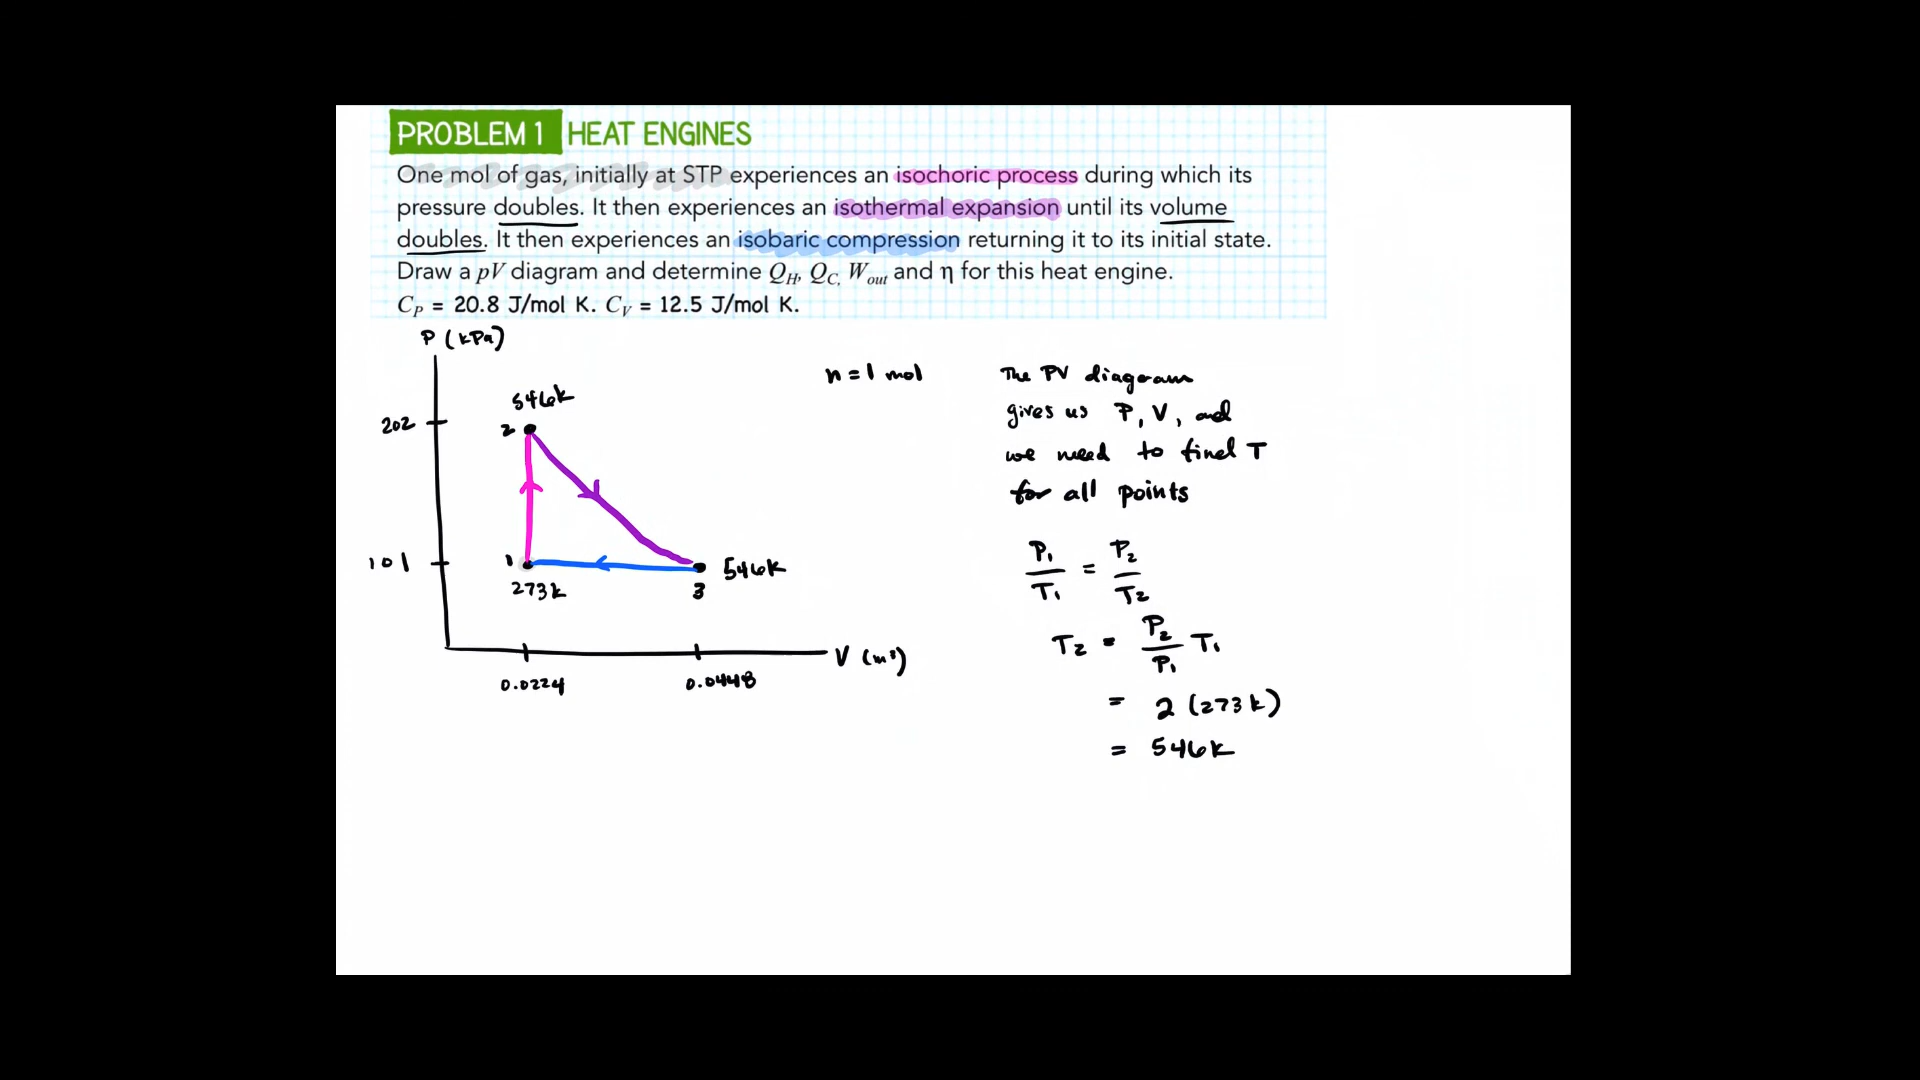 PROBLEM 1 HEAT ENGINES
One mol of gas, initially at STP experiences an isochoric process during which its
pressure doubles. It then experiences an isothermal expansion until its volume
doubles. It then experiences an isobaric compression returning it to its initial state.
Draw a pV diagram and determine Q_H, Q_C, W_out and η for this heat engine.
C_P = 20.8 J/mol K. C_V = 12.5 J/mol K.
P (kPa)
546K
202
2
101
1
273K
3
546K
0.0224
0.0448
V (m³)
n = 1 mol
The PV diagram
gives us P, V, and
we need to find T
for all points
P₁/T₁ = P₂/T₂
T₂ = P₂/P₁ T₁
= 2 (273K)
= 546K